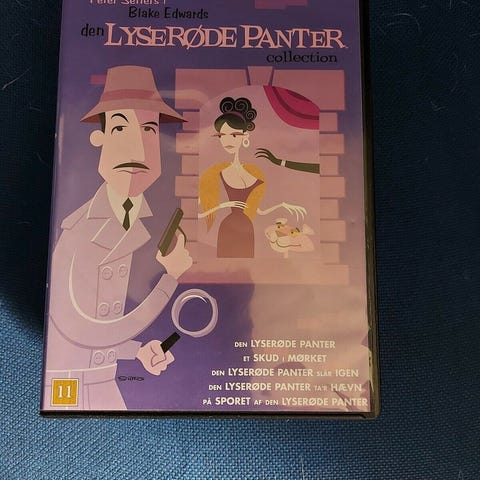 Peter Sellers i
Blake Edwards
den LYSERØDE PANTER
collection
DEN LYSERØDE PANTER
ET SKUD I MØRKET
DEN LYSERØDE PANTER SLÅR IGEN
DEN LYSERØDE PANTER TA'R HÆVN
PÅ SPORET AF DEN LYSERØDE PANTER
11